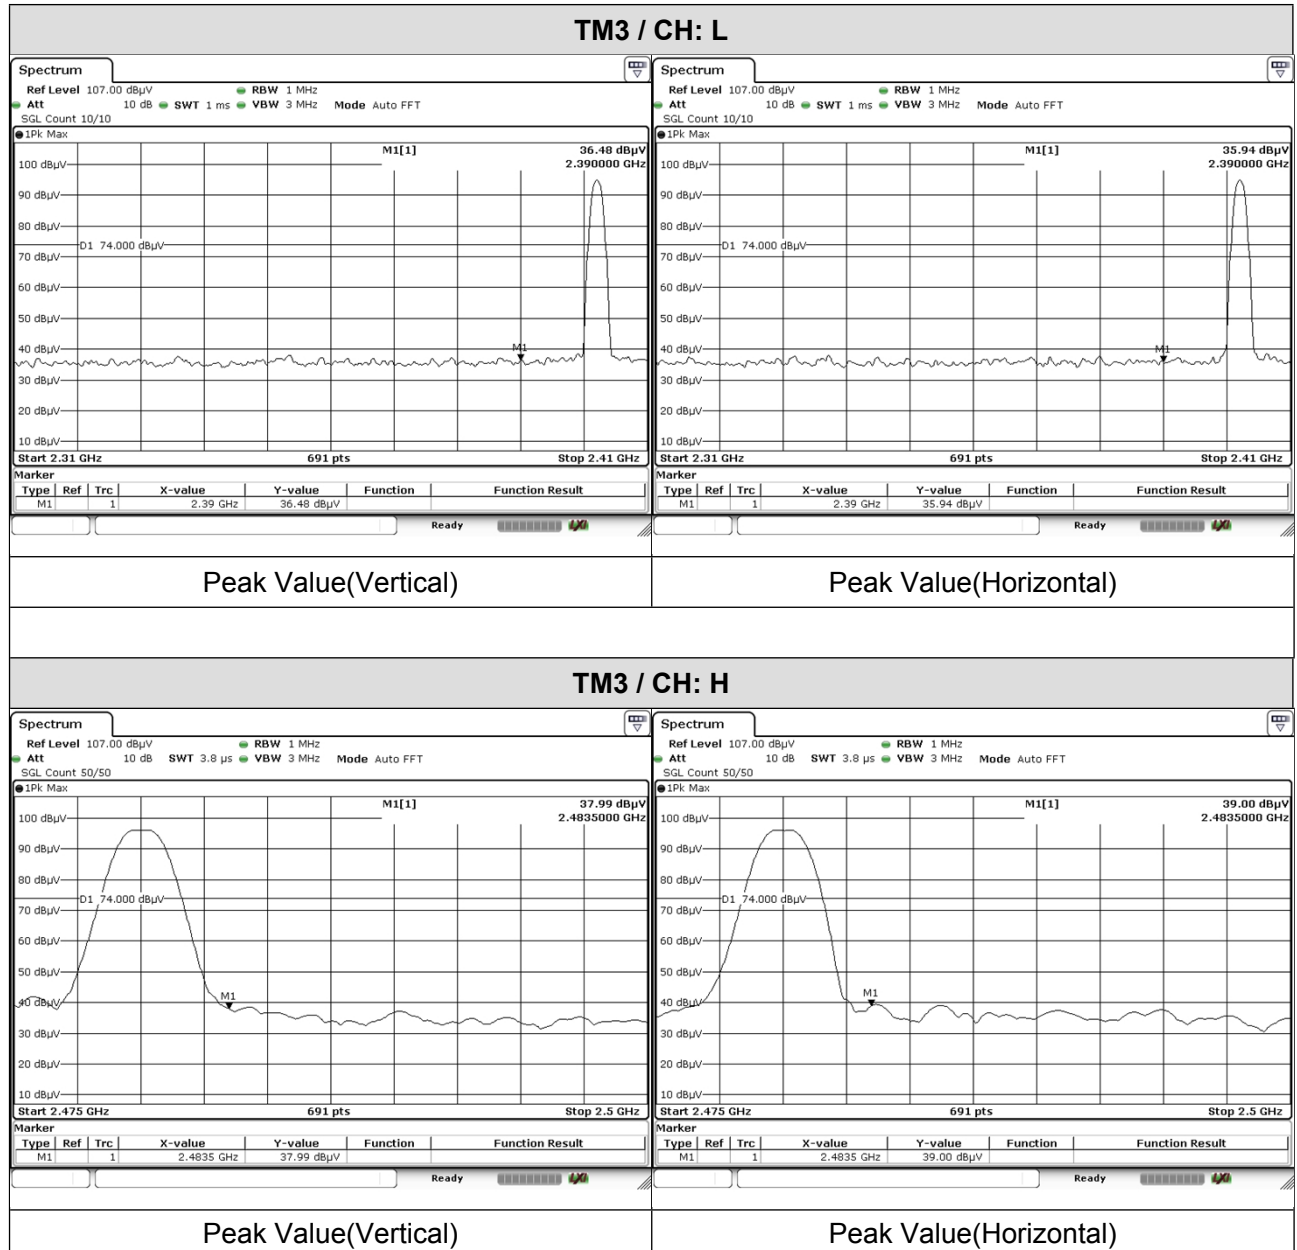 TM3 / CH: L
Spectrum
Ref Level 107.00 dBµV RBW 1 MHz
Att 10 dB SWT 1 ms VBW 3 MHz Mode Auto FFT
SGL Count 10/10
1Pk Max
M1[1] 36.48 dBµV
2.390000 GHz
100 dBµV
90 dBµV
80 dBµV
D1 74.000 dBµV
70 dBµV
60 dBµV
50 dBµV
40 dBµV
M1
30 dBµV
20 dBµV
10 dBµV
Start 2.31 GHz 691 pts Stop 2.41 GHz
Marker
Type Ref Trc X-value Y-value Function Function Result
M1 1 2.39 GHz 36.48 dBµV
Ready LXI
Peak Value(Vertical)
Spectrum
Ref Level 107.00 dBµV RBW 1 MHz
Att 10 dB SWT 1 ms VBW 3 MHz Mode Auto FFT
SGL Count 10/10
1Pk Max
M1[1] 35.94 dBµV
2.390000 GHz
100 dBµV
90 dBµV
80 dBµV
D1 74.000 dBµV
70 dBµV
60 dBµV
50 dBµV
40 dBµV
M1
30 dBµV
20 dBµV
10 dBµV
Start 2.31 GHz 691 pts Stop 2.41 GHz
Marker
Type Ref Trc X-value Y-value Function Function Result
M1 1 2.39 GHz 35.94 dBµV
Ready LXI
Peak Value(Horizontal)
TM3 / CH: H
Spectrum
Ref Level 107.00 dBµV RBW 1 MHz
Att 10 dB SWT 3.8 µs VBW 3 MHz Mode Auto FFT
SGL Count 50/50
1Pk Max
M1[1] 37.99 dBµV
2.4835000 GHz
100 dBµV
90 dBµV
80 dBµV
D1 74.000 dBµV
70 dBµV
60 dBµV
50 dBµV
40 dBµV
M1
30 dBµV
20 dBµV
10 dBµV
Start 2.475 GHz 691 pts Stop 2.5 GHz
Marker
Type Ref Trc X-value Y-value Function Function Result
M1 1 2.4835 GHz 37.99 dBµV
Ready LXI
Peak Value(Vertical)
Spectrum
Ref Level 107.00 dBµV RBW 1 MHz
Att 10 dB SWT 3.8 µs VBW 3 MHz Mode Auto FFT
SGL Count 50/50
1Pk Max
M1[1] 39.00 dBµV
2.4835000 GHz
100 dBµV
90 dBµV
80 dBµV
D1 74.000 dBµV
70 dBµV
60 dBµV
50 dBµV
40 dBµV
M1
30 dBµV
20 dBµV
10 dBµV
Start 2.475 GHz 691 pts Stop 2.5 GHz
Marker
Type Ref Trc X-value Y-value Function Function Result
M1 1 2.4835 GHz 39.00 dBµV
Ready LXI
Peak Value(Horizontal)